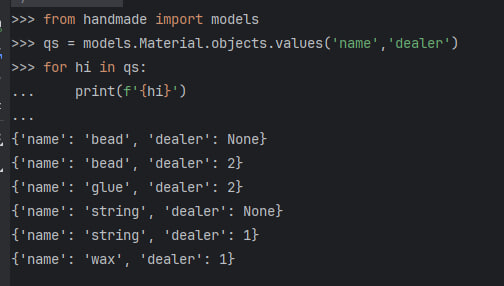 >>> from handmade import models
>>> qs = models.Material.objects.values('name','dealer')
>>> for hi in qs:
...     print(f'{hi}')
...
{'name': 'bead', 'dealer': None}
{'name': 'bead', 'dealer': 2}
{'name': 'glue', 'dealer': 2}
{'name': 'string', 'dealer': None}
{'name': 'string', 'dealer': 1}
{'name': 'wax', 'dealer': 1}